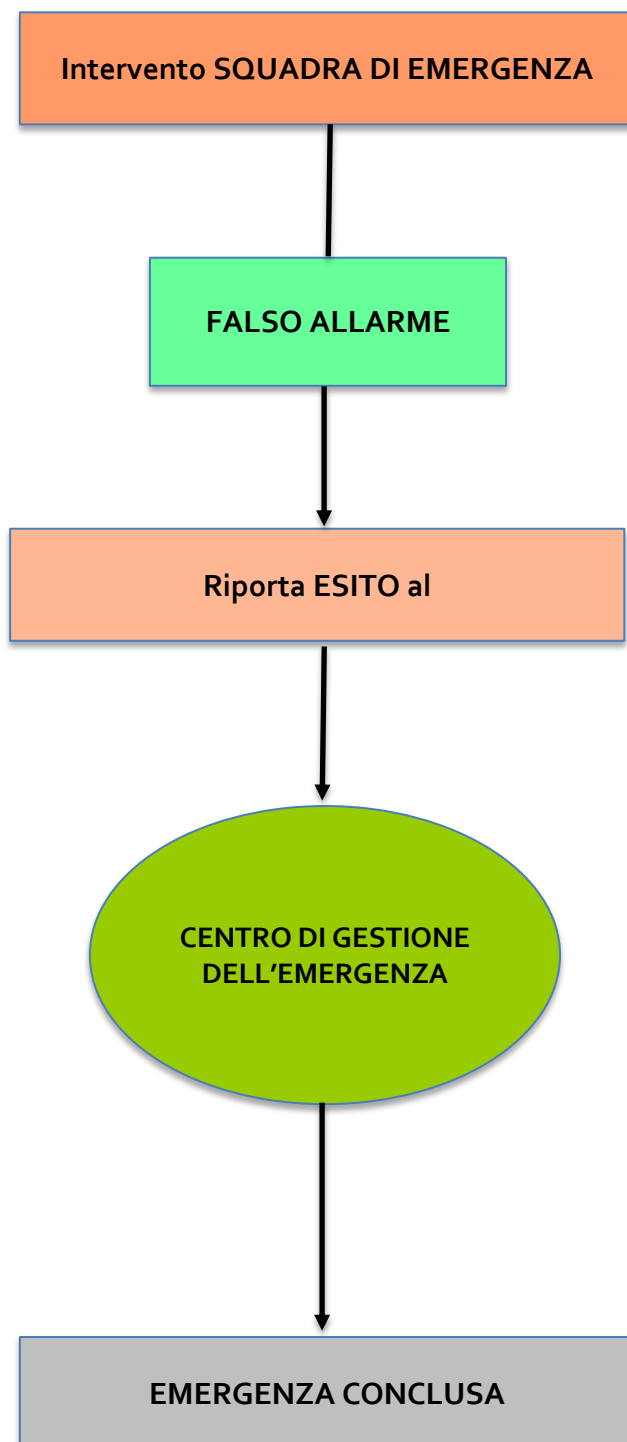 Intervento SQUADRA DI EMERGENZA
FALSO ALLARME
Riporta ESITO al
CENTRO DI GESTIONE
DELL’EMERGENZA
EMERGENZA CONCLUSA